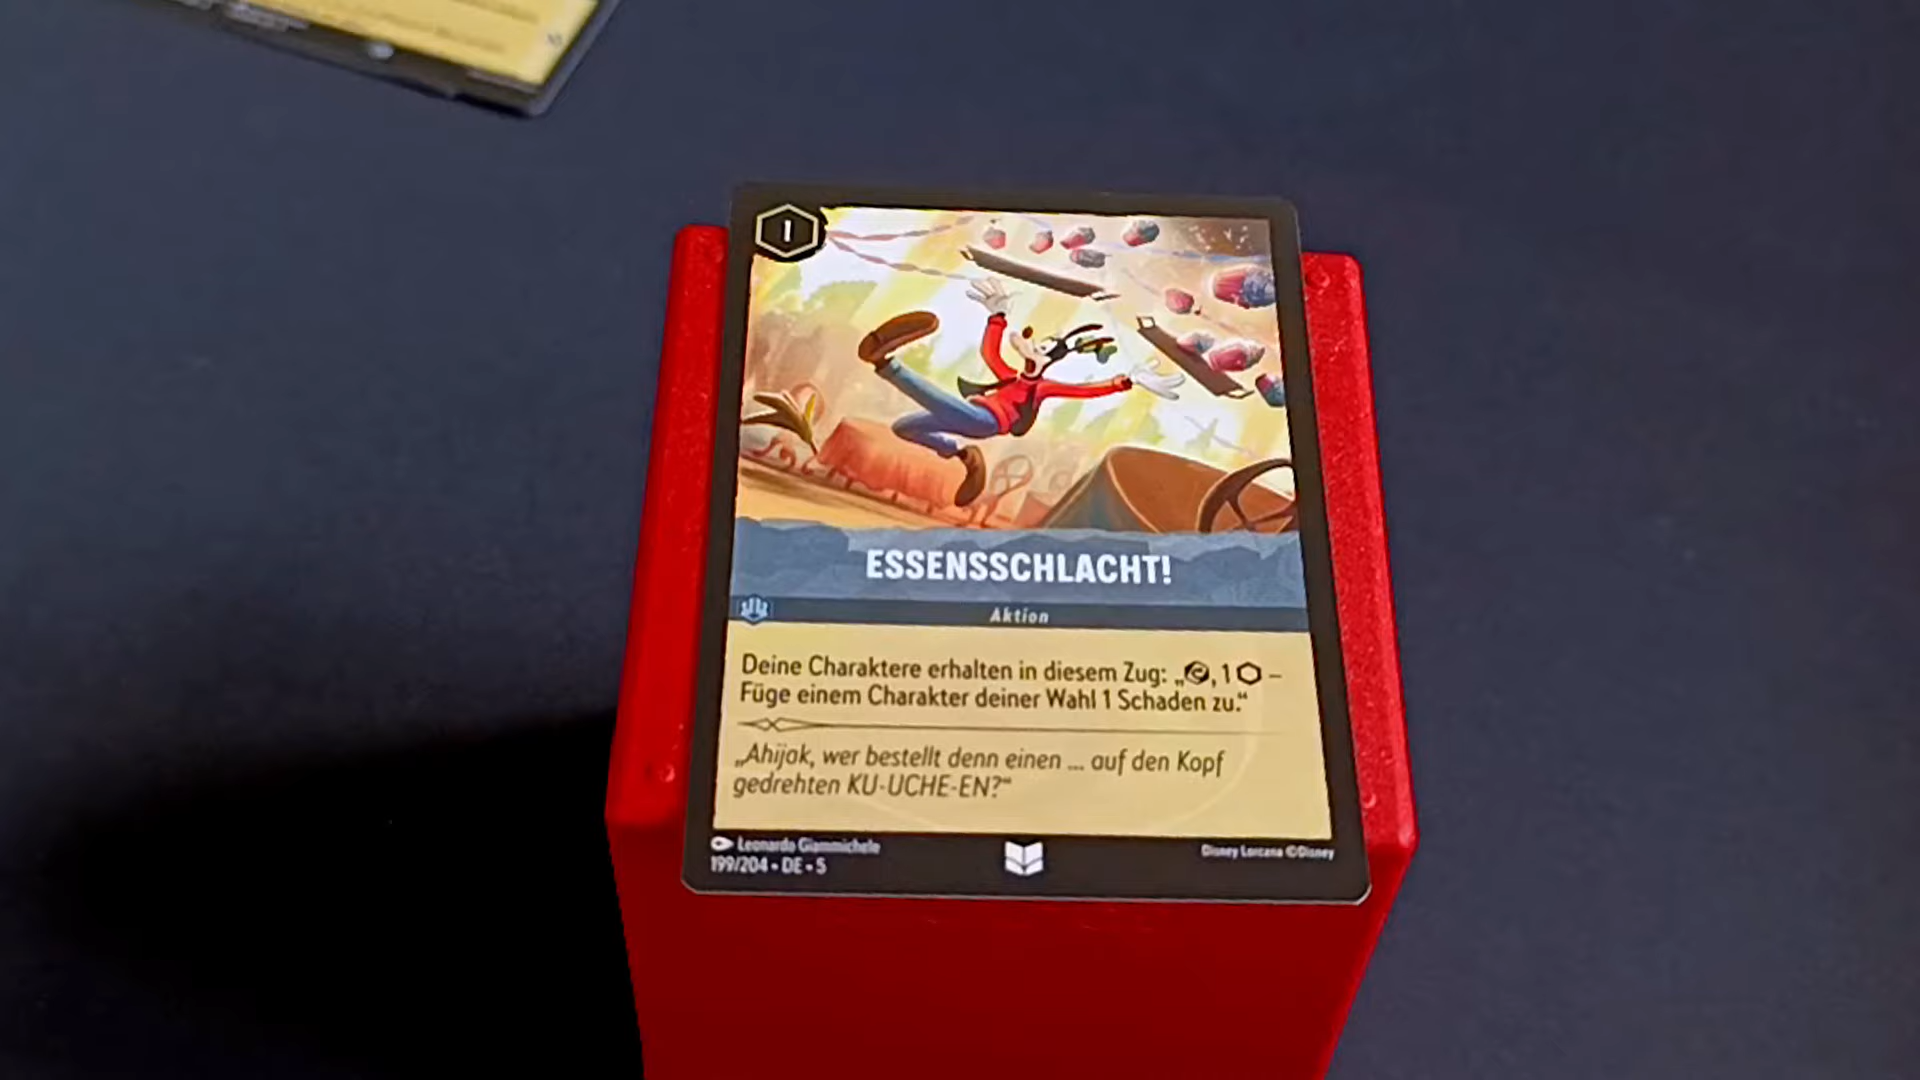 1
ESSENSSCHLACHT!
Aktion
Deine Charaktere erhalten in diesem Zug: „⟳, 1 ⬡ –
Füge einem Charakter deiner Wahl 1 Schaden zu.“
„Ahijak, wer bestellt denn einen ... auf den Kopf
gedrehten KU-UCHE-EN?“
Leonardo Giammichele
199/204 • DE • 5
Disney Lorcana ©Disney